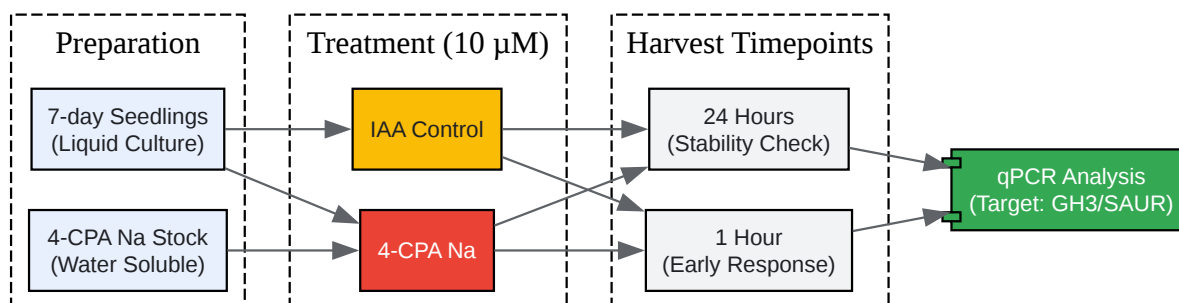 Preparation
7-day Seedlings
(Liquid Culture)
4-CPA Na Stock
(Water Soluble)
Treatment (10 µM)
IAA Control
4-CPA Na
Harvest Timepoints
24 Hours
(Stability Check)
1 Hour
(Early Response)
qPCR Analysis
(Target: GH3/SAUR)